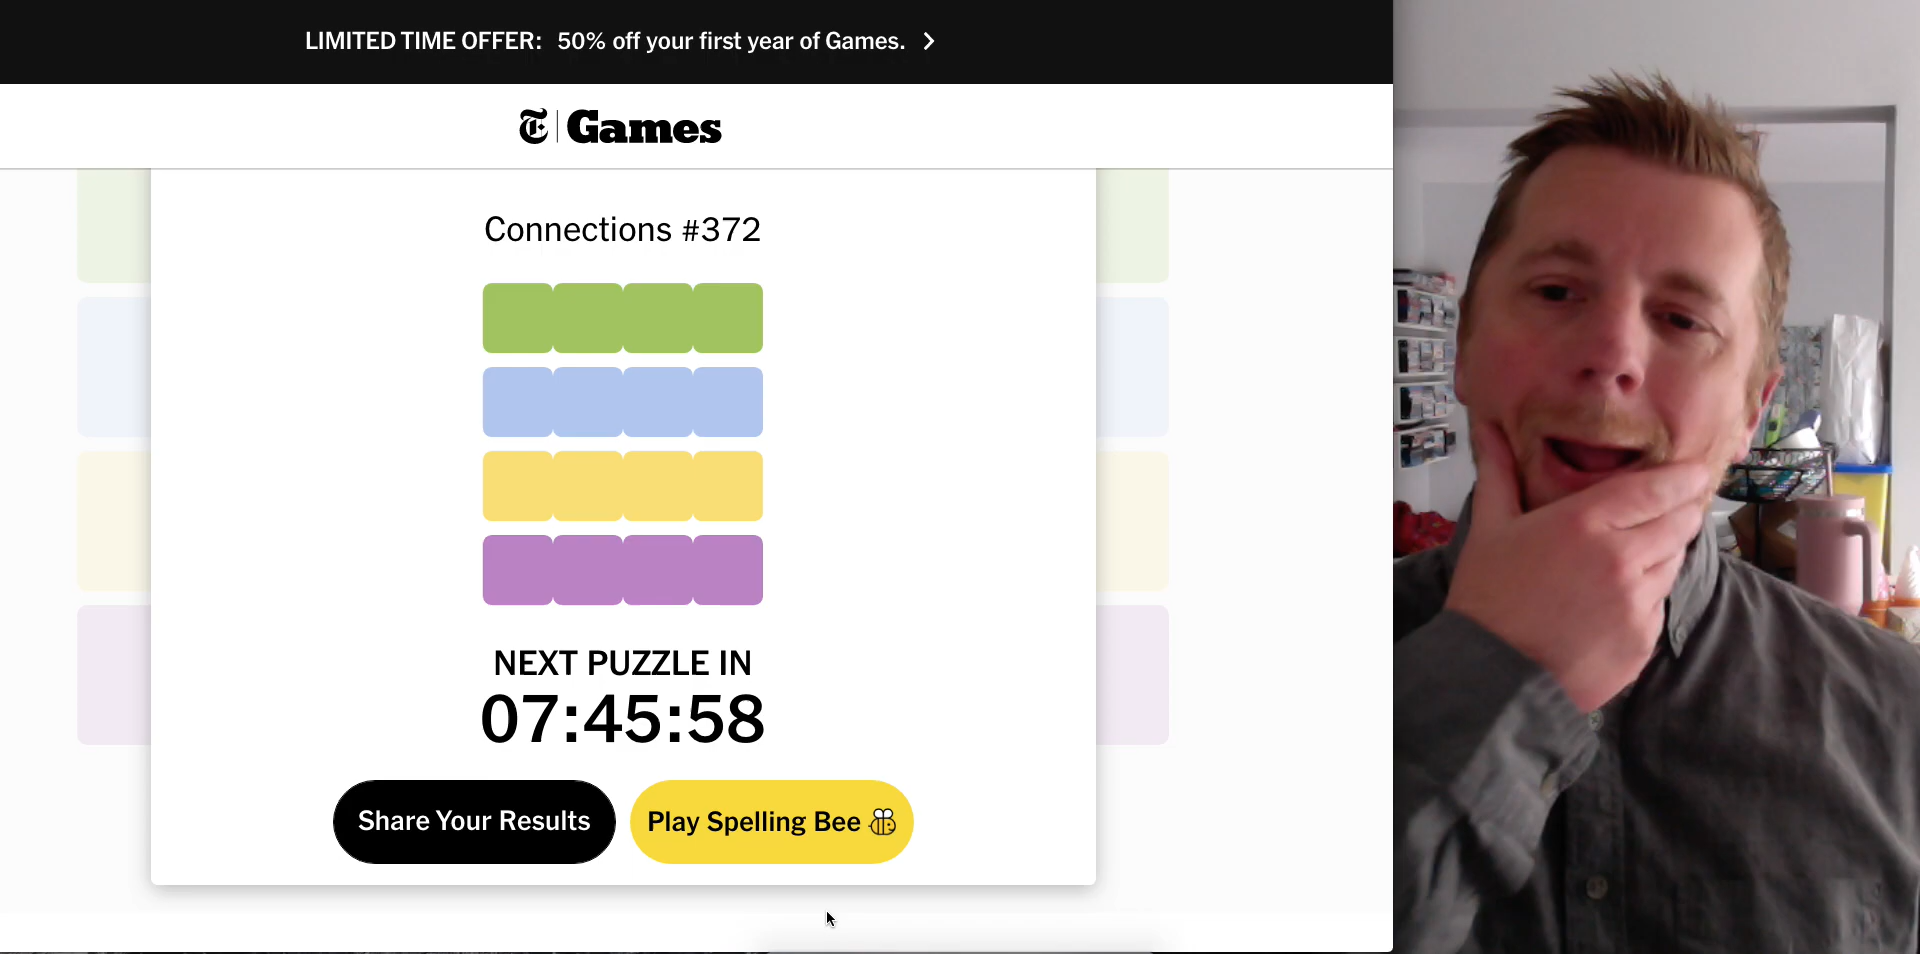 LIMITED TIME OFFER: 50% off your first year of Games.
T Games
Connections #372
NEXT PUZZLE IN
07:45:58
Share Your Results
Play Spelling Bee